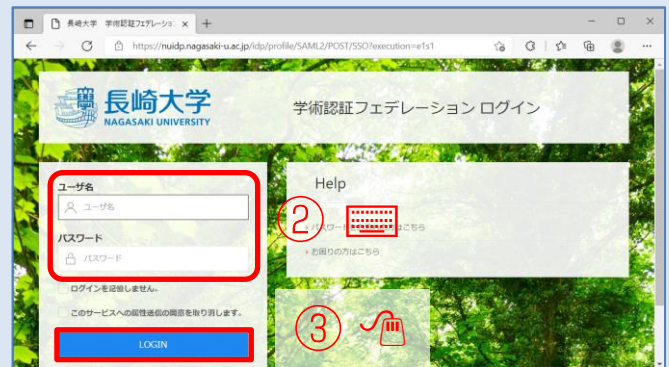 長崎大学 学術認証フェデレーショ
https://nuidp.nagasaki-u.ac.jp/idp/profile/SAML2/POST/SSO?execution=e1s1
長崎大学
NAGASAKI UNIVERSITY
学術認証フェデレーション ログイン
ユーザ名
ユーザ名
パスワード
パスワード
ログインを記憶しません。
このサービスへの属性送信の同意を取り消します。
LOGIN
Help
②
› お困りの方はこちら
③